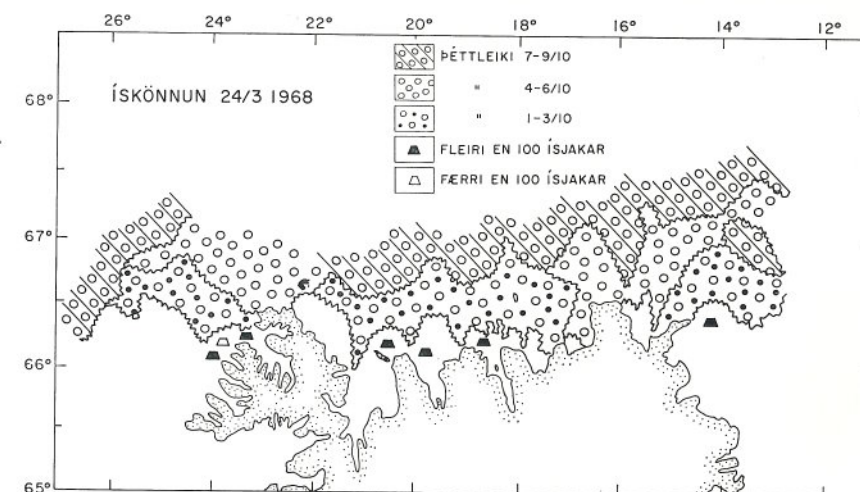 26° 24° 22° 20° 18° 16° 14° 12°
ÞÉTTLEIKI 7-9/10
" 4-6/10
" 1-3/10
FLEIRI EN 100 ÍSJAKAR
FÆRRI EN 100 ÍSJAKAR
ÍSKÖNNUN 24/3 1968
68°
67°
66°
65°